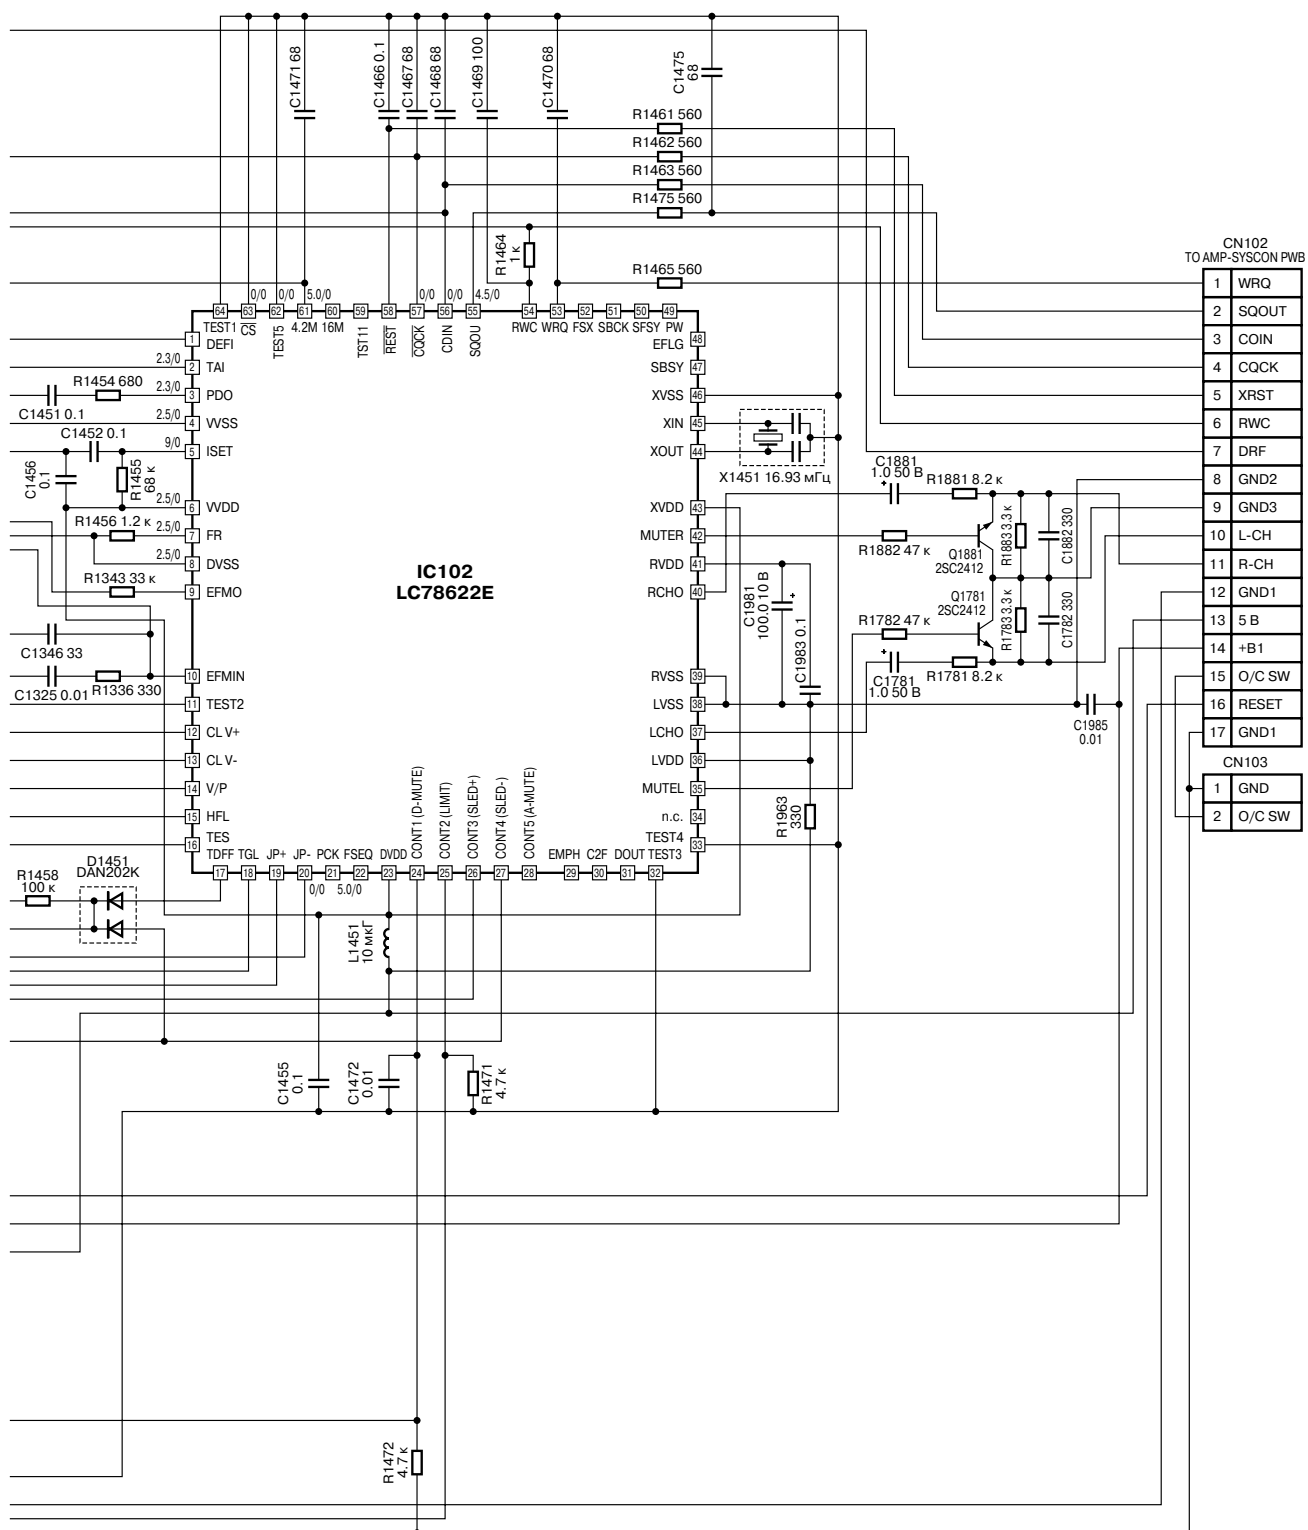 C1471 68
C1466 0.1
C1467 68
C1468 68
C1469 100
C1470 68
C1475
68
R1461 560
R1462 560
R1463 560
R1475 560
R1464
1 к
R1465 560
0/0
0/0
5.0/0
0/0
0/0
4.5/0
64
63
62
61
60
59
58
57
56
55
54
53
52
51
50
49
TEST1
CS
TEST5
4.2M
16M
TST11
REST
CQCK
CDIN
SQOU
RWC
WRQ
FSX
SBCK
SFSY
PW
1
DEFI
2.3/0
2
TAI
R1454 680
2.3/0
3
PDO
C1451 0.1
2.5/0
4
VVSS
C1452 0.1
9/0
5
ISET
C1456
0.1
R1455
68 к
2.5/0
6
VVDD
R1456 1.2 к
2.5/0
7
FR
2.5/0
8
DVSS
R1343 33 к
9
EFMO
C1346 33
C1325 0.01
R1336 330
10
EFMIN
11
TEST2
12
CL V+
13
CL V-
14
V/P
15
HFL
16
TES
IC102
LC78622E
EFLG
48
SBSY
47
XVSS
46
XIN
45
XOUT
44
XVDD
43
MUTER
42
RVDD
41
RCHO
40
RVSS
39
LVSS
38
LCHO
37
LVDD
36
MUTEL
35
n.c.
34
TEST4
33
TDFF
TGL
JP+
JP-
PCK
FSEQ
DVDD
CONT1 (D-MUTE)
CONT2 (LIMIT)
CONT3 (SLED+)
CONT4 (SLED-)
CONT5 (A-MUTE)
EMPH
C2F
DOUT
TEST3
17
18
19
20
21
22
23
24
25
26
27
28
29
30
31
32
0/0
5.0/0
X1451 16.93 мГц
C1881
1.0 50 В
R1881 8.2 к
R1882 47 к
Q1881
2SC2412
R1883 3.3 к
C1882 330
C1981
100.0 10 В
C1983 0.1
Q1781
2SC2412
R1782 47 к
R1783 3.3 к
C1782 330
C1781
1.0 50 В
R1781 8.2 к
C1985
0.01
R1963
330
CN102
TO AMP-SYSCON PWB
1 WRQ
2 SQOUT
3 COIN
4 CQCK
5 XRST
6 RWC
7 DRF
8 GND2
9 GND3
10 L-CH
11 R-CH
12 GND1
13 5 В
14 +B1
15 O/C SW
16 RESET
17 GND1
CN103
1 GND
2 O/C SW
D1451
DAN202K
R1458
100 к
L1451
10 мкГ
C1455
0.1
C1472
0.01
R1471
4.7 к
R1472
4.7 к